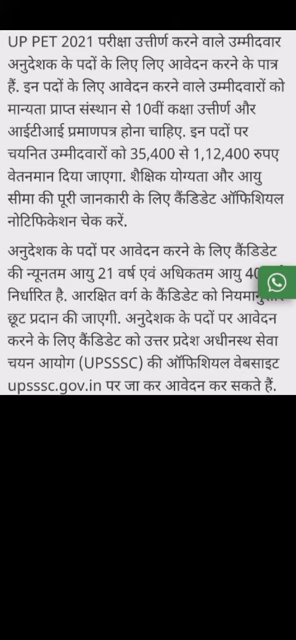 UP PET 2021 परीक्षा उत्तीर्ण करने वाले उम्मीदवार
अनुदेशक के पदों के लिए लिए आवेदन करने के पात्र
हैं. इन पदों के लिए आवेदन करने वाले उम्मीदवारों को
मान्यता प्राप्त संस्थान से 10वीं कक्षा उत्तीर्ण और
आईटीआई प्रमाणपत्र होना चाहिए. इन पदों पर
चयनित उम्मीदवारों को 35,400 से 1,12,400 रुपए
वेतनमान दिया जाएगा. शैक्षिक योग्यता और आयु
सीमा की पूरी जानकारी के लिए कैंडिडेट ऑफिशियल
नोटिफिकेशन चेक करें.
अनुदेशक के पदों पर आवेदन करने के लिए कैंडिडेट
की न्यूनतम आयु 21 वर्ष एवं अधिकतम आयु 40
निर्धारित है. आरक्षित वर्ग के कैंडिडेट को
छूट प्रदान की जाएगी. अनुदेशक के पदों पर आवेदन
करने के लिए कैंडिडेट को उत्तर प्रदेश अधीनस्थ सेवा
चयन आयोग (UPSSSC) की ऑफिशियल वेबसाइट
upsssc.gov.in पर जा कर आवेदन कर सकते हैं.